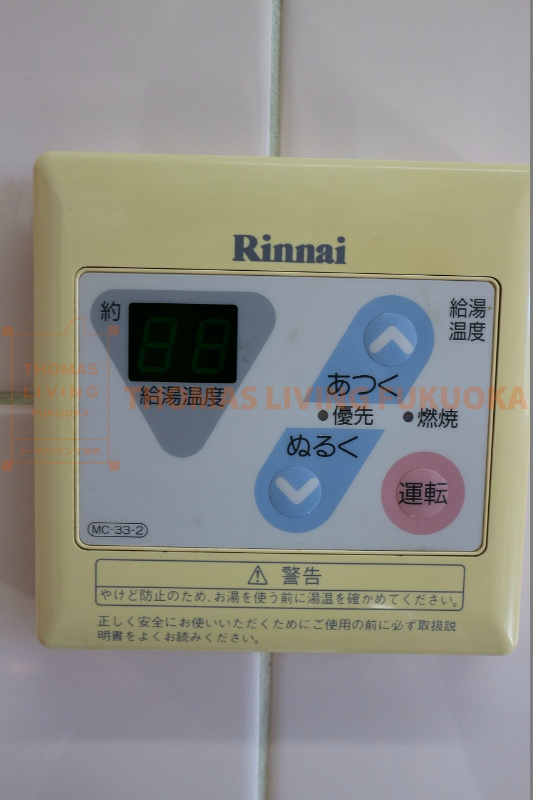 Rinnai
約
給湯温度
給湯
温度
あつく
優先
燃焼
ぬるく
運転
MC-33-2
警告
やけど防止のため、お湯を使う前に湯温を確かめてください。
正しく安全にお使いいただくためにご使用の前に必ず取扱説
明書をよくお読みください。
THOMAS LIVING FUKUOKA
THOMAS
LIVING
FUKUOKA